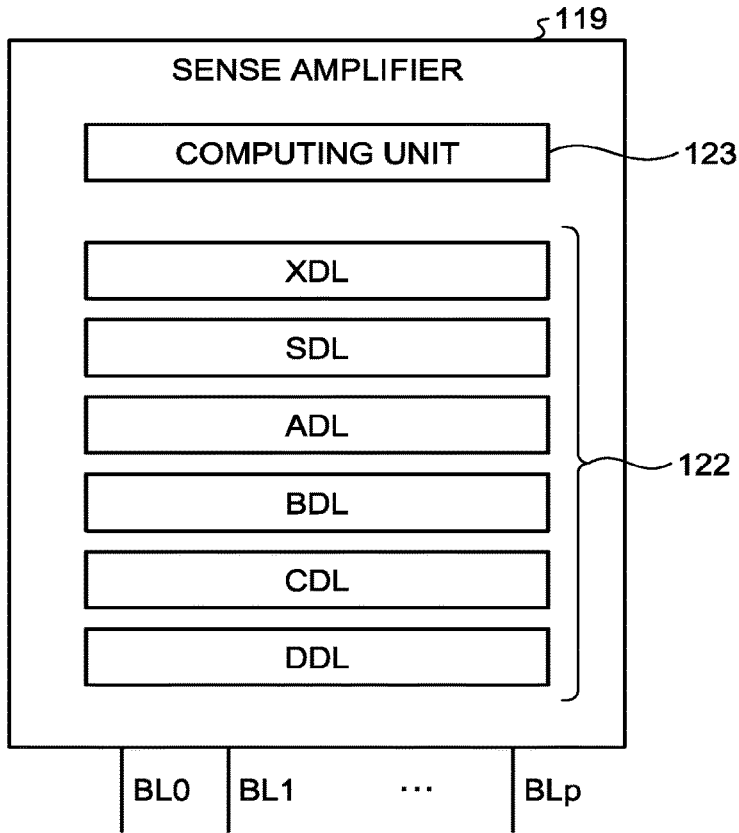 119
SENSE AMPLIFIER
COMPUTING UNIT
123
XDL
SDL
ADL
BDL
CDL
DDL
122
BL0 BL1 ... BLp